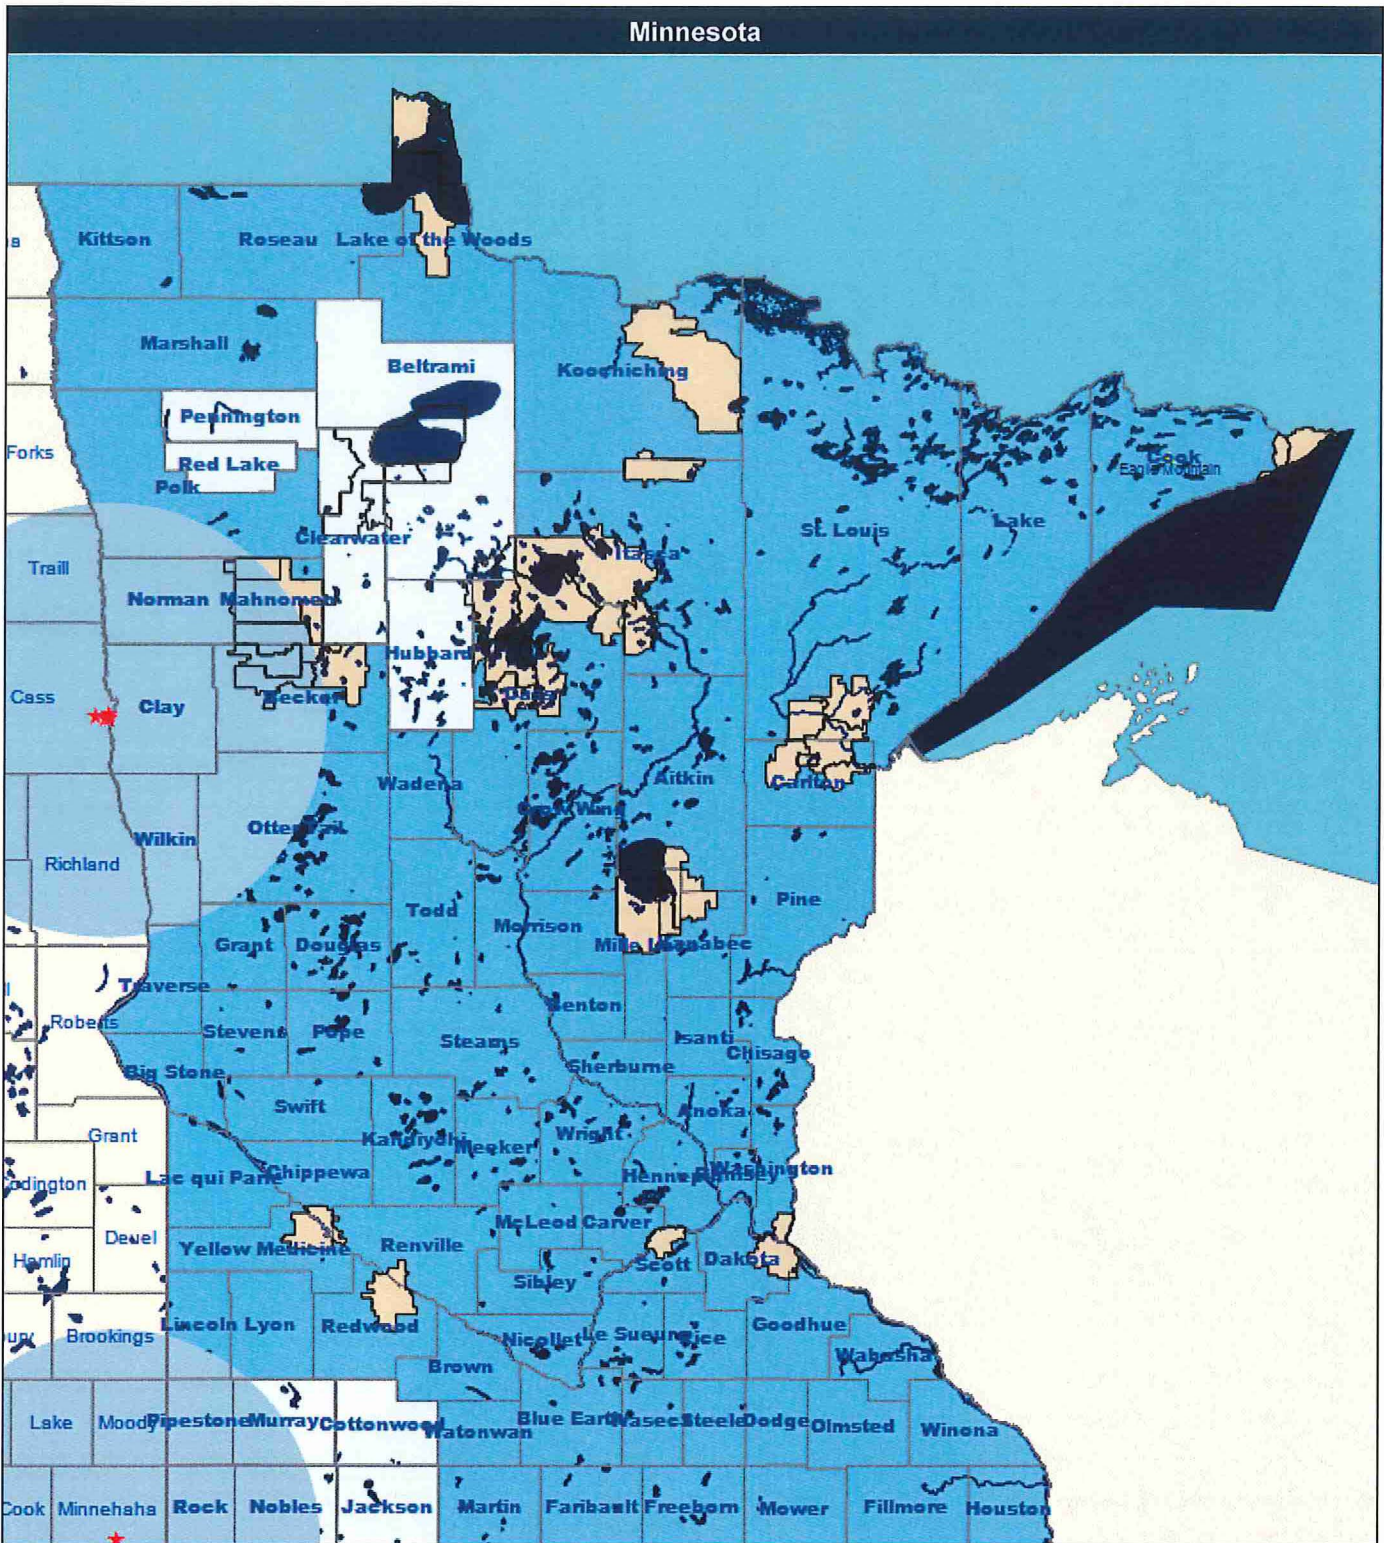 Minnesota
Kittson
Roseau
Lake of the Woods
Marshall
Beltrami
Koochiching
Pennington
Forks
Red Lake
Polk
Cook
Eagle Mountain
Clearwater
St. Louis
Lake
Itasca
Traill
Norman
Mahnomen
Hubbard
Cass
Becker
Cass
Clay
Wadena
Aitkin
Carlton
Crow Wing
Otter Tail
Wilkin
Richland
Todd
Pine
Morrison
Grant
Douglas
Mille Lacs
Kanabec
Traverse
Benton
Roberts
Stevens
Pope
Stearns
Isanti
Chisago
Sherburne
Big Stone
Swift
Anoka
Grant
Kandiyohi
Meeker
Wright
Lac qui Parle
Chippewa
Hennepin
Ramsey
Washington
Codington
McLeod
Carver
Deuel
Yellow Medicine
Renville
Hamlin
Scott
Dakota
Sibley
Brookings
Lincoln
Lyon
Redwood
Nicollet
Le Sueur
Rice
Goodhue
Wabasha
Brown
Lake
Moody
Pipestone
Murray
Cottonwood
Watonwan
Blue Earth
Waseca
Steele
Dodge
Olmsted
Winona
Cook
Minnehaha
Rock
Nobles
Jackson
Martin
Faribault
Freeborn
Mower
Fillmore
Houston